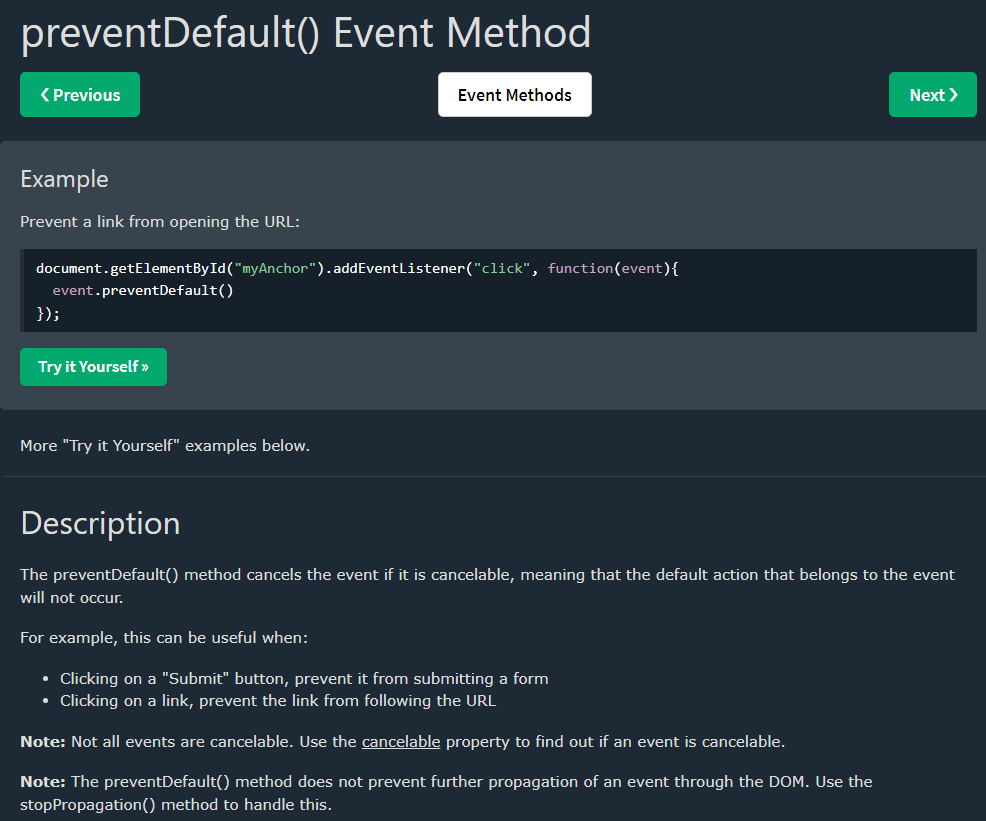 preventDefault() Event Method
❮ Previous
Event Methods
Next ❯
Example
Prevent a link from opening the URL:
document.getElementById("myAnchor").addEventListener("click", function(event){
  event.preventDefault()
});
Try it Yourself »
More "Try it Yourself" examples below.
Description
The preventDefault() method cancels the event if it is cancelable, meaning that the default action that belongs to the event
will not occur.
For example, this can be useful when:
• Clicking on a "Submit" button, prevent it from submitting a form
• Clicking on a link, prevent the link from following the URL
Note: Not all events are cancelable. Use the cancelable property to find out if an event is cancelable.
Note: The preventDefault() method does not prevent further propagation of an event through the DOM. Use the
stopPropagation() method to handle this.